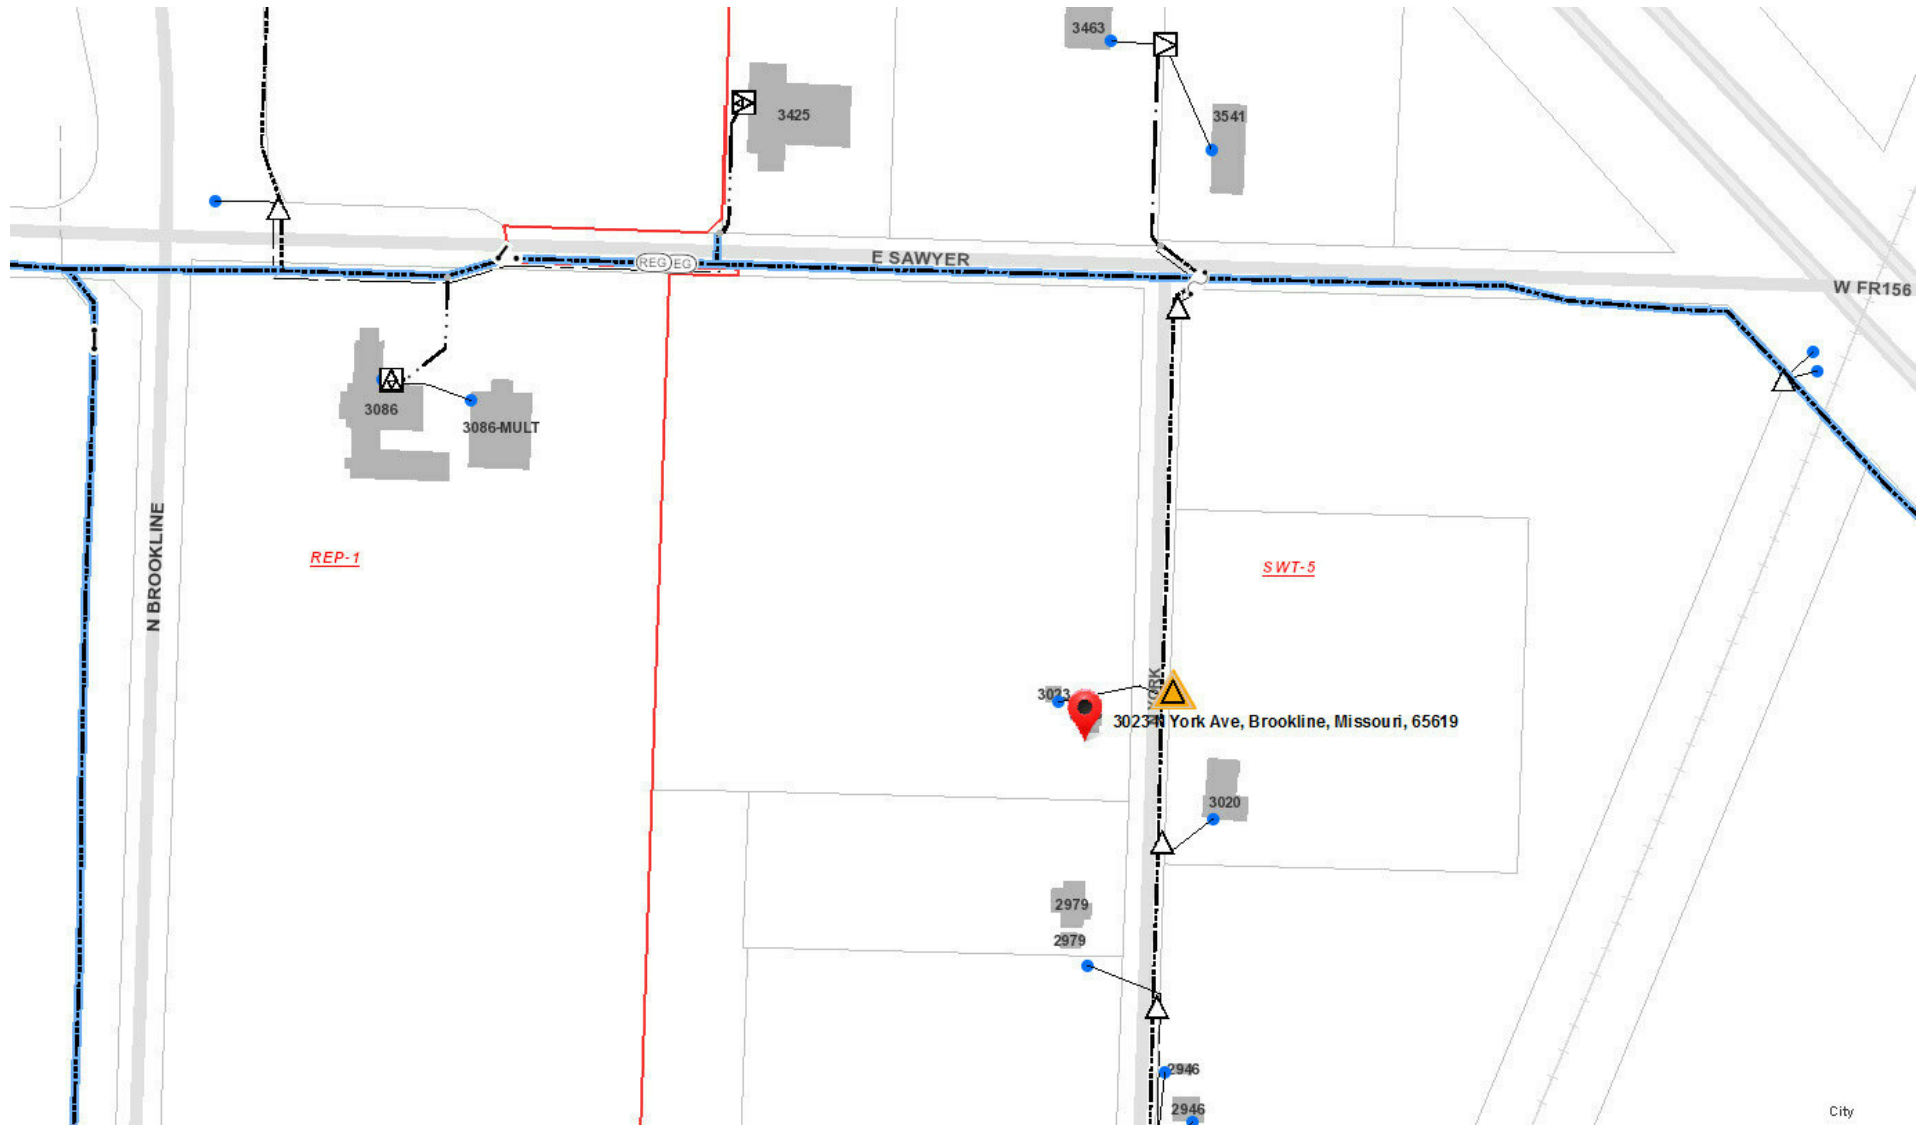 3463
3425
3541
REG
EG
E SAWYER
W FR156
3086
3086-MULT
N BROOKLINE
REP-1
SWT-5
3023
YORK
3023 N York Ave, Brookline, Missouri, 65619
3020
2979
2979
2946
2946
City